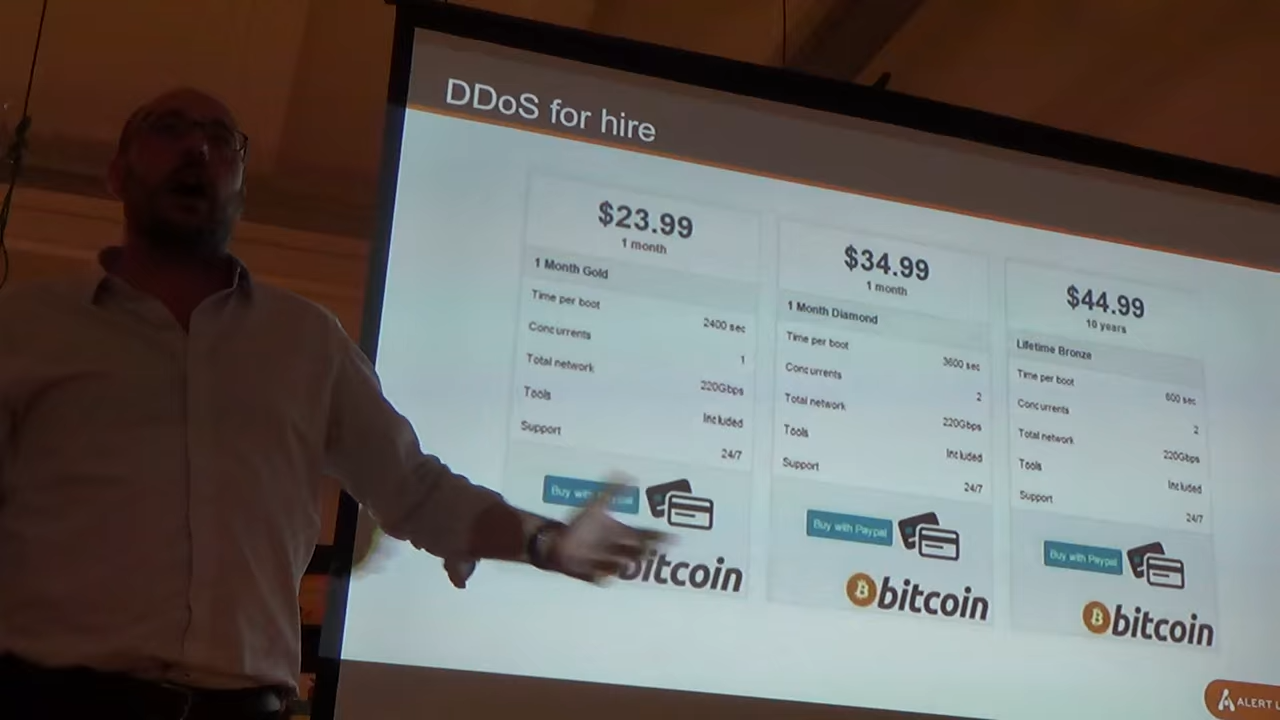 DDoS for hire
$23.99
1 month
1 Month Gold
Time per boot 2400 sec
Concurrents 1
Total network 220Gbps
Tools Included
Support 24/7
Buy with Paypal
bitcoin
$34.99
1 month
1 Month Diamond
Time per boot 3600 sec
Concurrents 2
Total network 220Gbps
Tools Included
Support 24/7
Buy with Paypal
bitcoin
$44.99
10 years
Lifetime Bronze
Time per boot 600 sec
Concurrents 2
Total network 220Gbps
Tools Included
Support 24/7
Buy with Paypal
bitcoin
ALERT